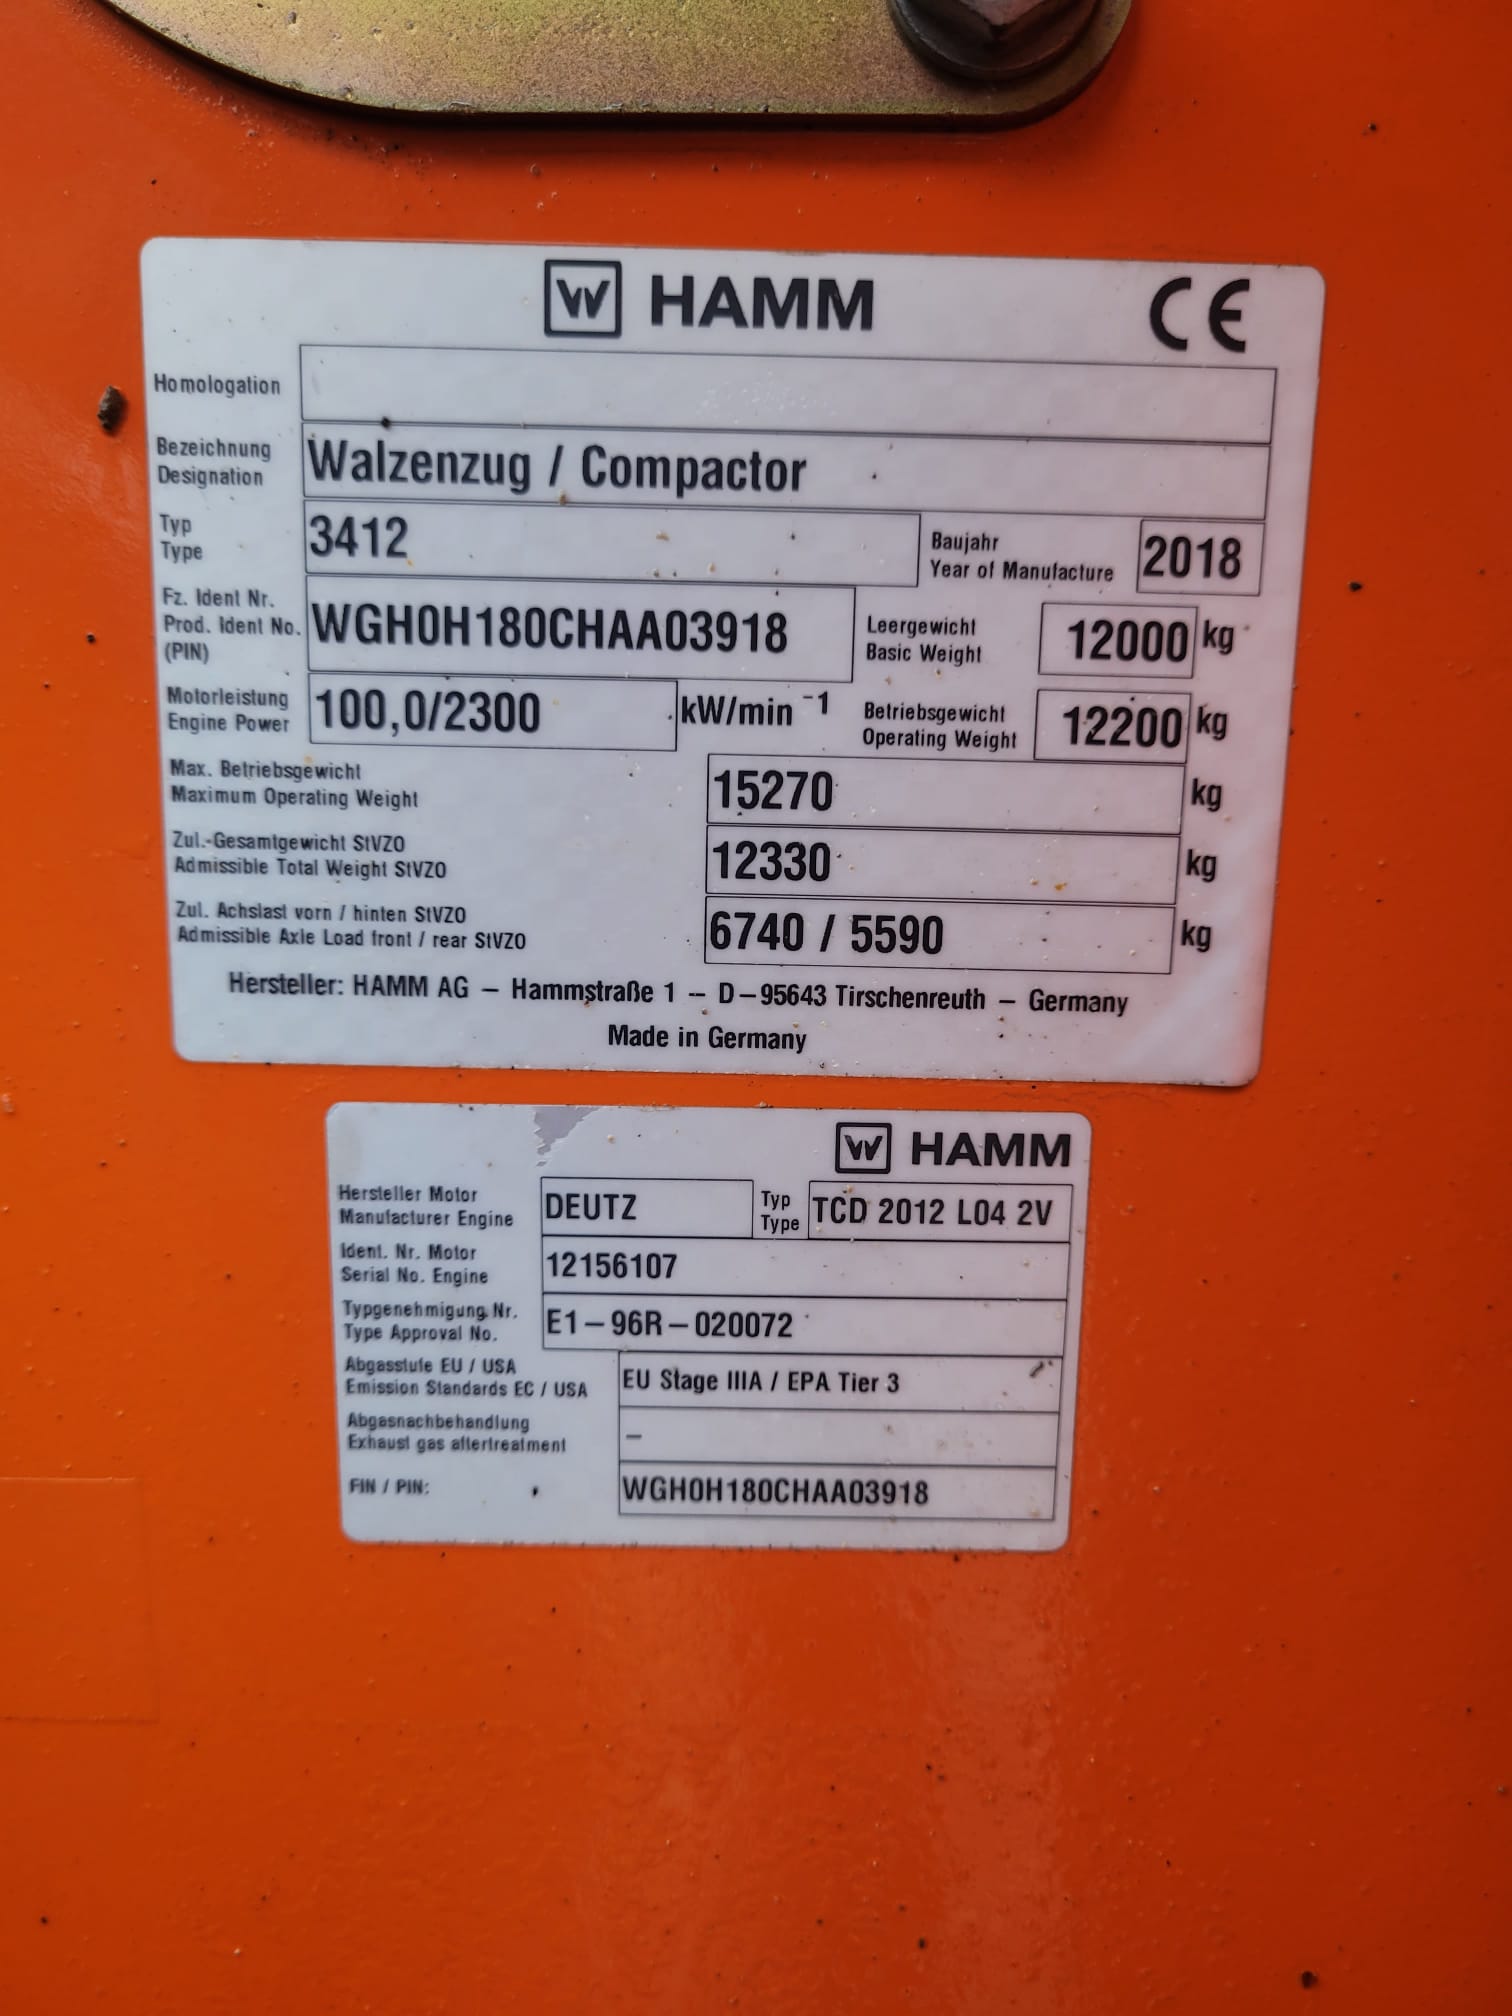 HAMM CE
Homologation
Bezeichnung
Designation
Walzenzug / Compactor
Typ
Type
3412
Baujahr
Year of Manufacture
2018
Fz. Ident Nr.
Prod. Ident No.
(PIN)
WGH0H180CHAA03918
Leergewicht
Basic Weight
12000 kg
Motorleistung
Engine Power
100,0/2300 kW/min⁻¹
Betriebsgewicht
Operating Weight
12200 kg
Max. Betriebsgewicht
Maximum Operating Weight
15270 kg
Zul.-Gesamtgewicht StVZO
Admissible Total Weight StVZO
12330 kg
Zul. Achslast vorn / hinten StVZO
Admissible Axle Load front / rear StVZO
6740 / 5590 kg
Hersteller: HAMM AG – Hammstraße 1 – D–95643 Tirschenreuth – Germany
Made in Germany
HAMM
Hersteller Motor
Manufacturer Engine
DEUTZ
Typ
Type
TCD 2012 L04 2V
Ident. Nr. Motor
Serial No. Engine
12156107
Typgenehmigung. Nr.
Type Approval No.
E1–96R–020072
Abgasstufe EU / USA
Emission Standards EC / USA
EU Stage IIIA / EPA Tier 3
Abgasnachbehandlung
Exhaust gas aftertreatment
–
FIN / PIN:
WGH0H180CHAA03918